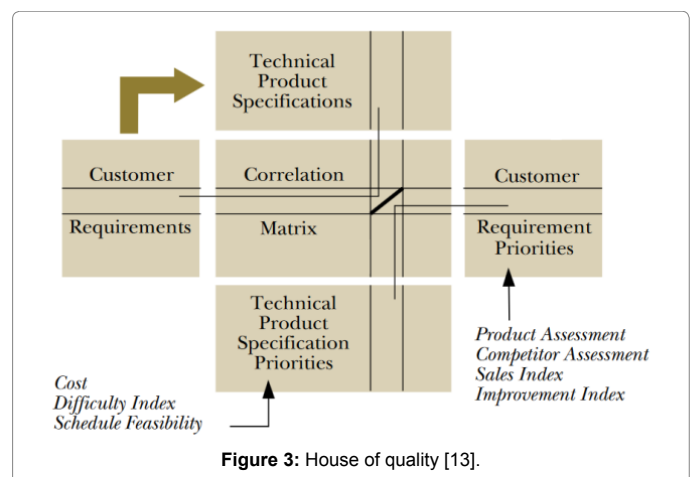 Technical
Product
Specifications
Customer
Requirements
Correlation
Matrix
Customer
Requirement
Priorities
Technical
Product
Specification
Priorities
Product Assessment
Competitor Assessment
Sales Index
Improvement Index
Cost
Difficulty Index
Schedule Feasibility
Figure 3: House of quality [13].